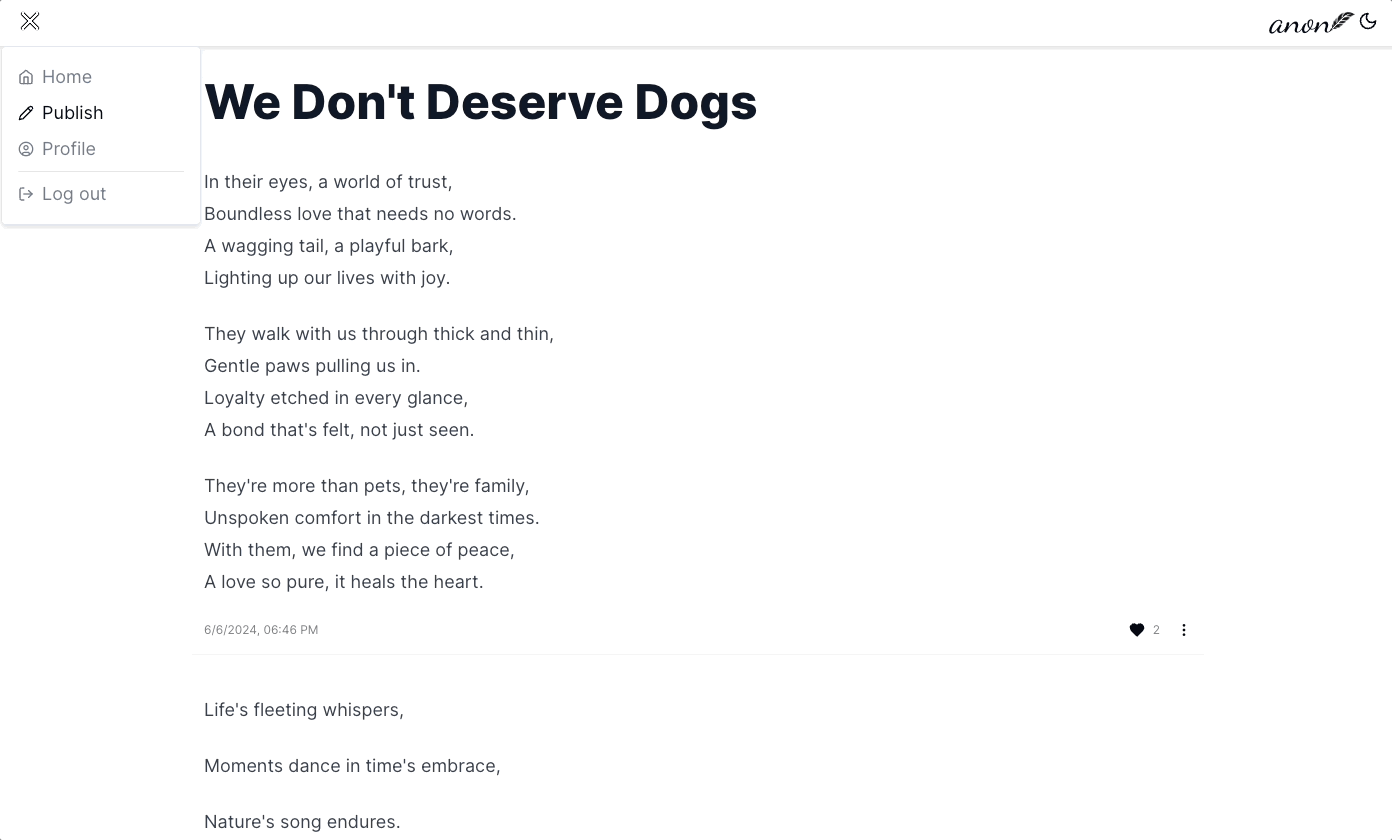 anon
Home
Publish
Profile
Log out
We Don't Deserve Dogs
In their eyes, a world of trust,
Boundless love that needs no words.
A wagging tail, a playful bark,
Lighting up our lives with joy.
They walk with us through thick and thin,
Gentle paws pulling us in.
Loyalty etched in every glance,
A bond that's felt, not just seen.
They're more than pets, they're family,
Unspoken comfort in the darkest times.
With them, we find a piece of peace,
A love so pure, it heals the heart.
6/6/2024, 06:46 PM
2
Life's fleeting whispers,
Moments dance in time's embrace,
Nature's song endures.